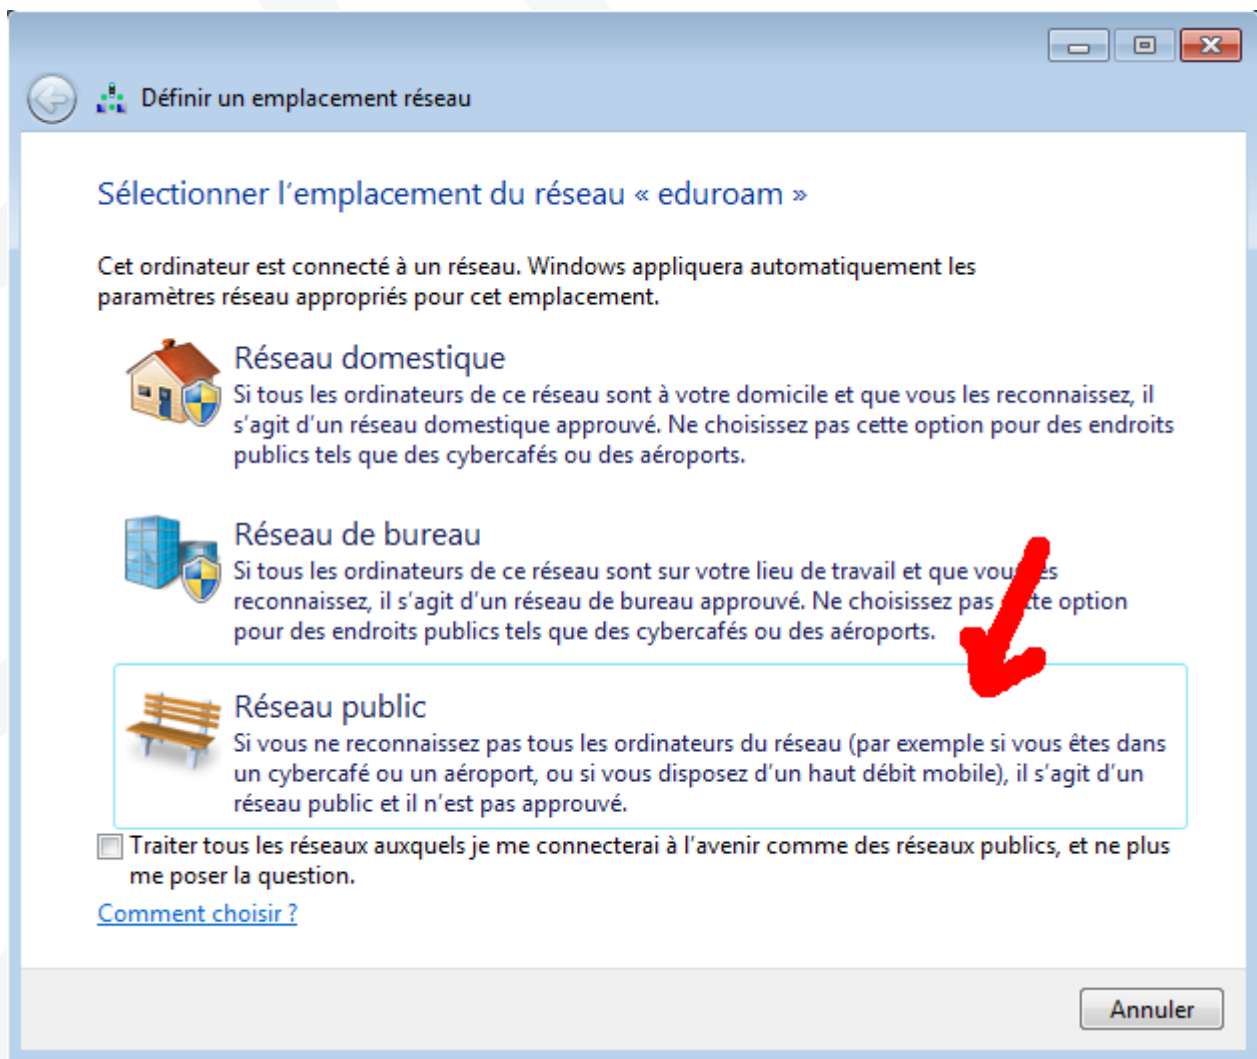 Définir un emplacement réseau
Sélectionner l’emplacement du réseau « eduroam »
Cet ordinateur est connecté à un réseau. Windows appliquera automatiquement les
paramètres réseau appropriés pour cet emplacement.
Réseau domestique
Si tous les ordinateurs de ce réseau sont à votre domicile et que vous les reconnaissez, il
s’agit d’un réseau domestique approuvé. Ne choisissez pas cette option pour des endroits
publics tels que des cybercafés ou des aéroports.
Réseau de bureau
Si tous les ordinateurs de ce réseau sont sur votre lieu de travail et que vous les
reconnaissez, il s’agit d’un réseau de bureau approuvé. Ne choisissez pas cette option
pour des endroits publics tels que des cybercafés ou des aéroports.
Réseau public
Si vous ne reconnaissez pas tous les ordinateurs du réseau (par exemple si vous êtes dans
un cybercafé ou un aéroport, ou si vous disposez d’un haut débit mobile), il s’agit d’un
réseau public et il n’est pas approuvé.
Traiter tous les réseaux auxquels je me connecterai à l’avenir comme des réseaux publics, et ne plus
me poser la question.
Comment choisir ?
Annuler